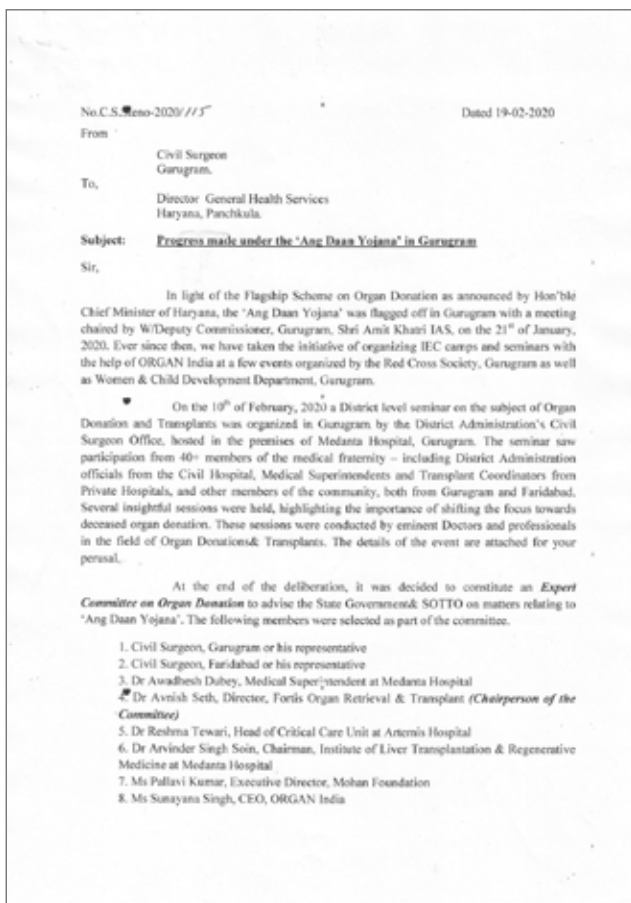 No.C.S. eno-2020/115 Dated 19-02-2020
From
Civil Surgeon
Gurugram.
To,
Director General Health Services
Haryana, Panchkula.
Subject: Progress made under the 'Ang Daan Yojana' in Gurugram
Sir,
In light of the Flagship Scheme on Organ Donation as announced by Hon'ble
Chief Minister of Haryana, the 'Ang Daan Yojana' was flagged off in Gurugram with a meeting
chaired by W/Deputy Commissioner, Gurugram, Shri Amit Khatri IAS, on the 21st of January,
2020. Ever since then, we have taken the initiative of organizing IEC camps and seminars with
the help of ORGAN India at a few events organized by the Red Cross Society, Gurugram as well
as Women & Child Development Department, Gurugram.
On the 10th of February, 2020 a District level seminar on the subject of Organ
Donation and Transplants was organized in Gurugram by the District Administration's Civil
Surgeon Office, hosted in the premises of Medanta Hospital, Gurugram. The seminar saw
participation from 40+ members of the medical fraternity – including District Administration
officials from the Civil Hospital, Medical Superintendents and Transplant Coordinators from
Private Hospitals, and other members of the community, both from Gurugram and Faridabad.
Several insightful sessions were held, highlighting the importance of shifting the focus towards
deceased organ donation. These sessions were conducted by eminent Doctors and professionals
in the field of Organ Donations& Transplants. The details of the event are attached for your
perusal.
At the end of the deliberation, it was decided to constitute an Expert
Committee on Organ Donation to advise the State Government& SOTTO on matters relating to
'Ang Daan Yojana'. The following members were selected as part of the committee.
1. Civil Surgeon, Gurugram or his representative
2. Civil Surgeon, Faridabad or his representative
3. Dr Awadhesh Dubey, Medical Superintendent at Medanta Hospital
4. Dr Avnish Seth, Director, Fortis Organ Retrieval & Transplant (Chairperson of the
Committee)
5. Dr Reshma Tewari, Head of Critical Care Unit at Artemis Hospital
6. Dr Arvinder Singh Soin, Chairman, Institute of Liver Transplantation & Regenerative
Medicine at Medanta Hospital
7. Ms Pallavi Kumar, Executive Director, Mohan Foundation
8. Ms Sunayana Singh, CEO, ORGAN India